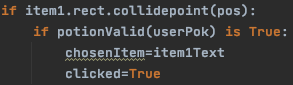 if item1.rect.collidepoint(pos):
    if potionValid(userPok) is True:
        chosenItem=item1Text
        clicked=True